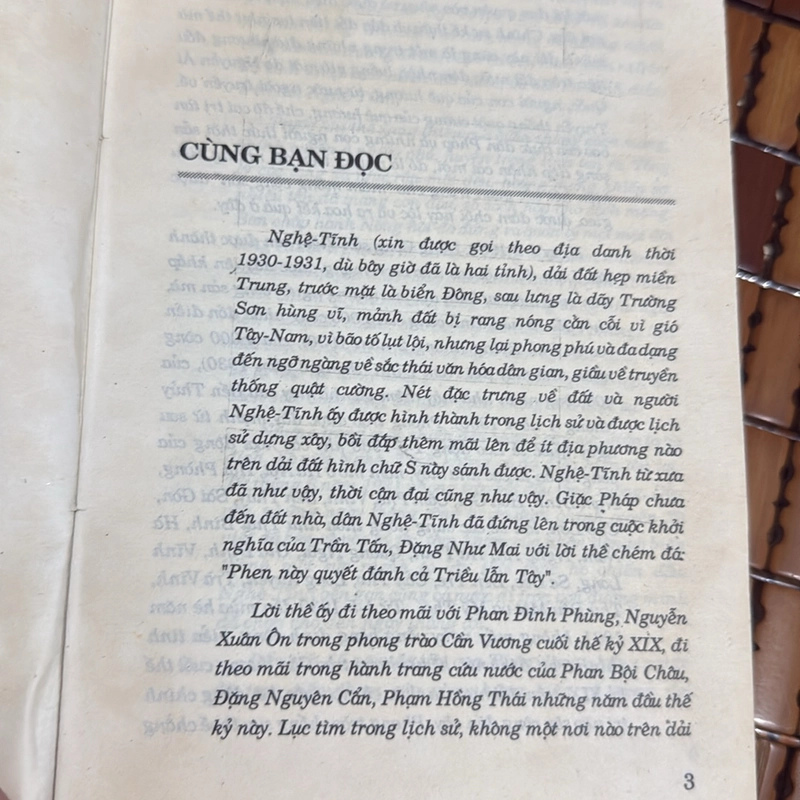 CÙNG BẠN ĐỌC
Nghệ-Tĩnh (xin được gọi theo địa danh thời
1930-1931, dù bây giờ đã là hai tỉnh), dải đất hẹp miền
Trung, trước mặt là biển Đông, sau lưng là dãy Trường
Sơn hùng vĩ, mảnh đất bị rang nóng cằn cỗi vì gió
Tây-Nam, vì bão tố lụt lội, nhưng lại phong phú và đa dạng
đến ngỡ ngàng về sắc thái văn hóa dân gian, giầu về truyền
thống quật cường. Nét đặc trưng về đất và người
Nghệ-Tĩnh ấy được hình thành trong lịch sử và được lịch
sử dựng xây, bồi đắp thêm mãi lên để ít địa phương nào
trên dải đất hình chữ S này sánh được. Nghệ-Tĩnh từ xưa
đã như vậy, thời cận đại cũng như vậy. Giặc Pháp chưa
đến đất nhà, dân Nghệ-Tĩnh đã đứng lên trong cuộc khởi
nghĩa của Trần Tấn, Đặng Như Mai với lời thề chém đá:
"Phen này quyết đánh cả Triều lẫn Tây".
Lời thề ấy đi theo mãi với Phan Đình Phùng, Nguyễn
Xuân Ôn trong phong trào Cần Vương cuối thế kỷ XIX, đi
theo mãi trong hành trang cứu nước của Phan Bội Châu,
Đặng Nguyên Cẩn, Phạm Hồng Thái những năm đầu thế
kỷ này. Lục tìm trong lịch sử, không một nơi nào trên dải
3